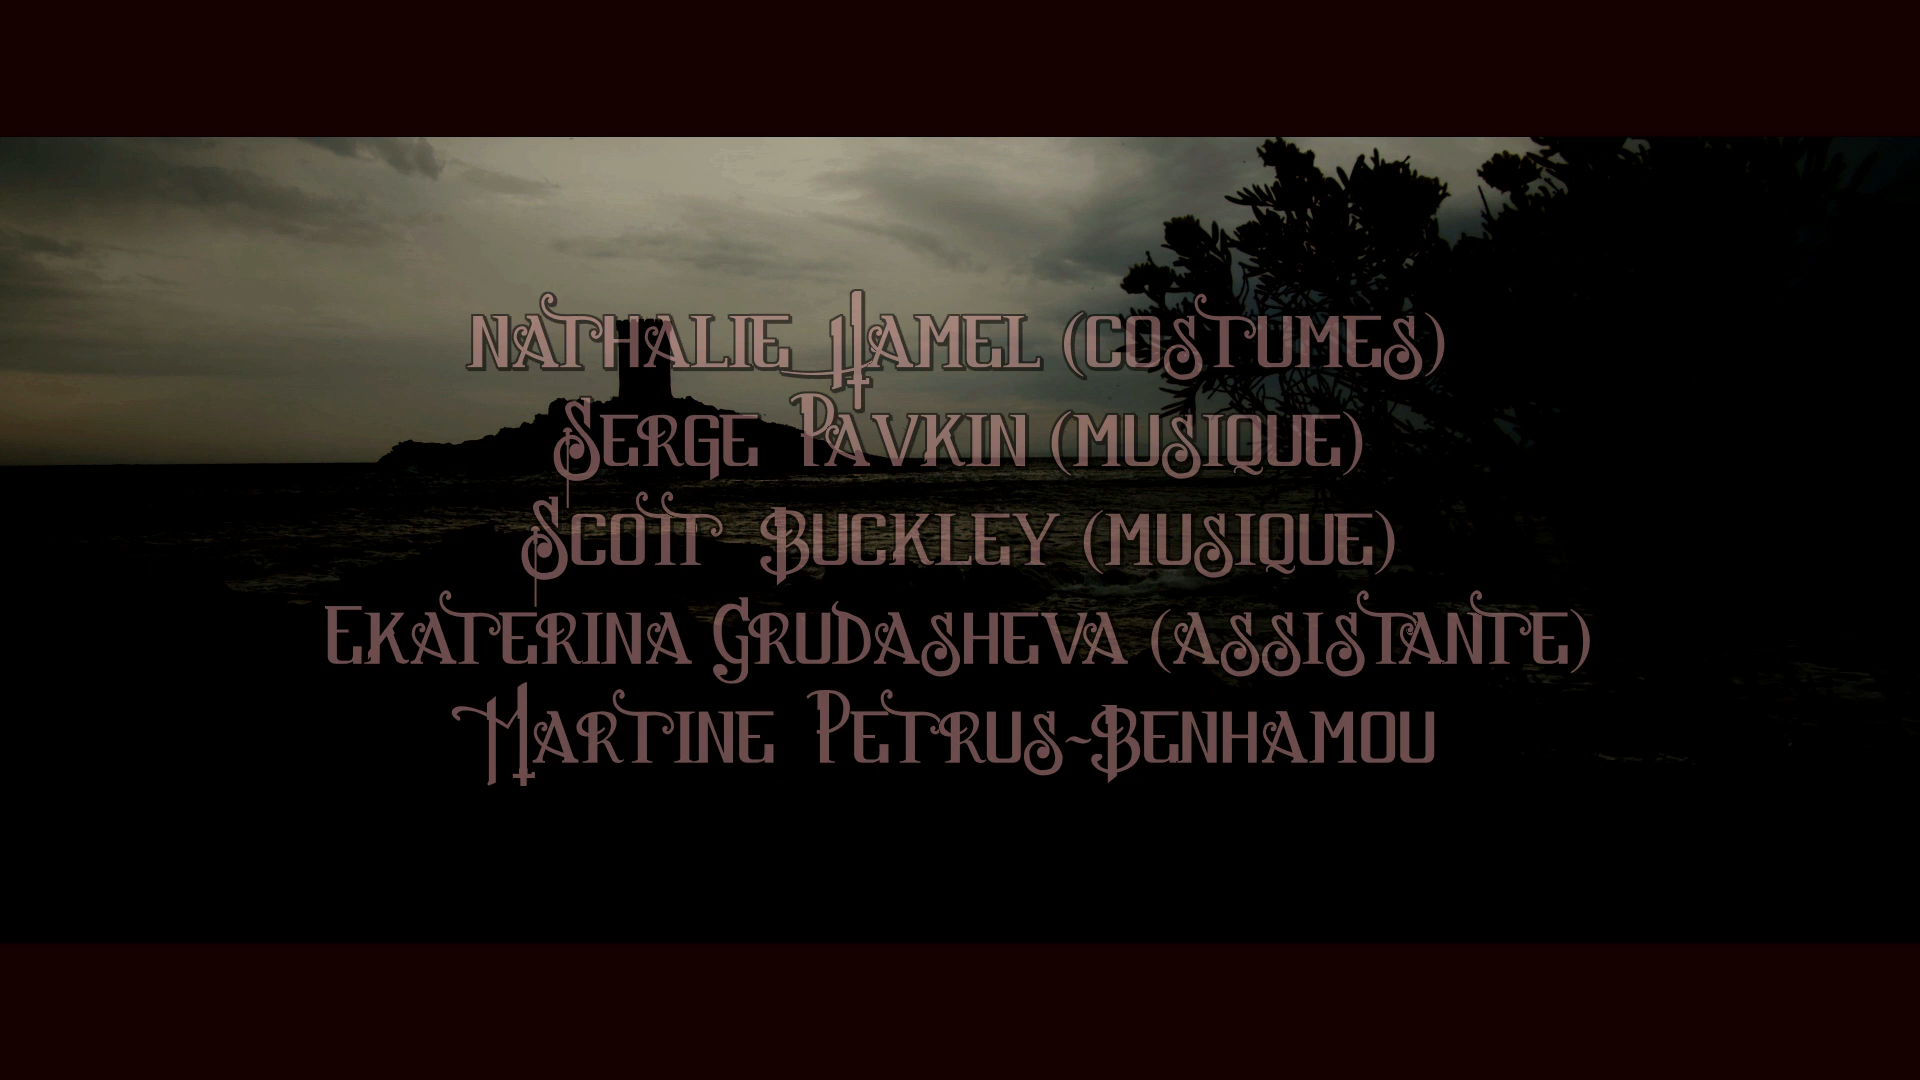 Nathalie Hamel (costumes)
Serge Pavkin (musique)
Scott Buckley (musique)
Ekaterina Grudasheva (assistante)
Martine Petrus~Benhamou